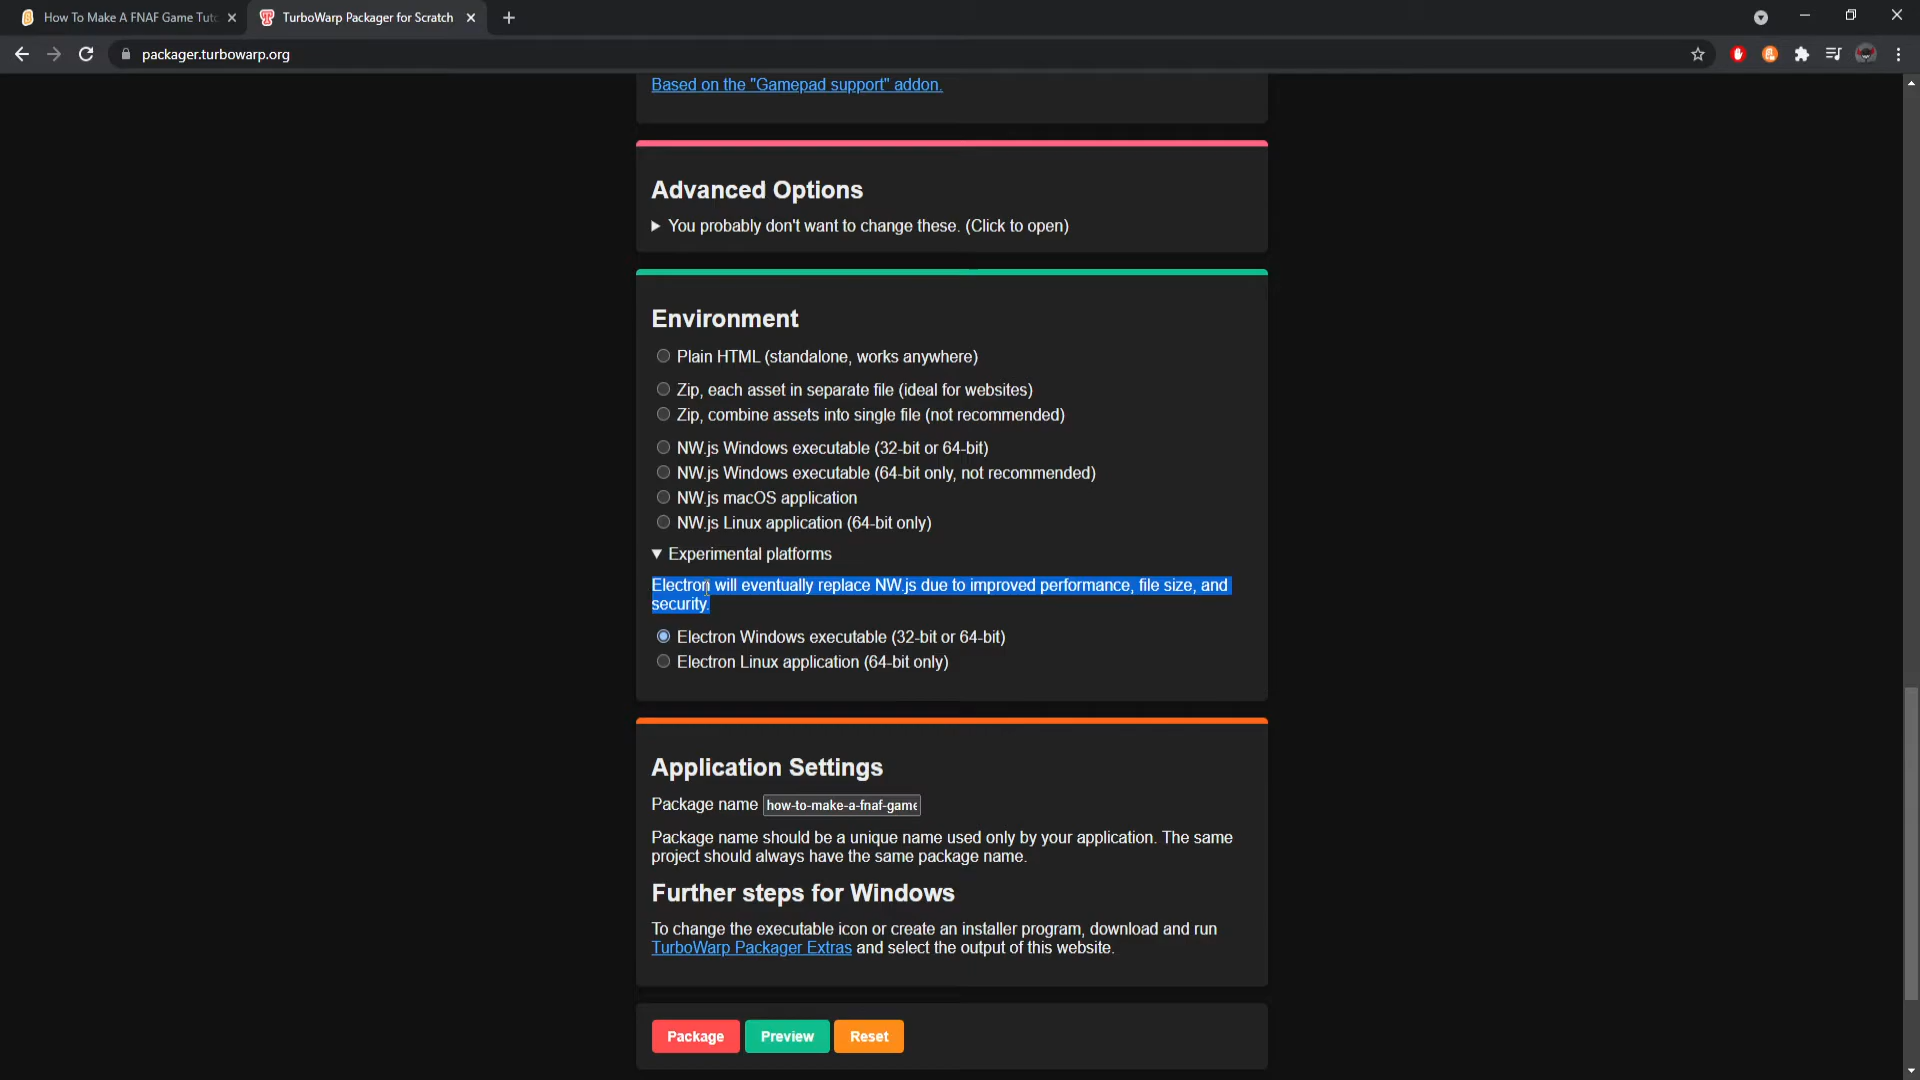 How To Make A FNAF Game Tuto
TurboWarp Packager for Scratch
packager.turbowarp.org
Based on the "Gamepad support" addon.
Advanced Options
You probably don't want to change these. (Click to open)
Environment
Plain HTML (standalone, works anywhere)
Zip, each asset in separate file (ideal for websites)
Zip, combine assets into single file (not recommended)
NW.js Windows executable (32-bit or 64-bit)
NW.js Windows executable (64-bit only, not recommended)
NW.js macOS application
NW.js Linux application (64-bit only)
Experimental platforms
Electron will eventually replace NW.js due to improved performance, file size, and
security.
Electron Windows executable (32-bit or 64-bit)
Electron Linux application (64-bit only)
Application Settings
Package name how-to-make-a-fnaf-game
Package name should be a unique name used only by your application. The same
project should always have the same package name.
Further steps for Windows
To change the executable icon or create an installer program, download and run
TurboWarp Packager Extras and select the output of this website.
Package Preview Reset